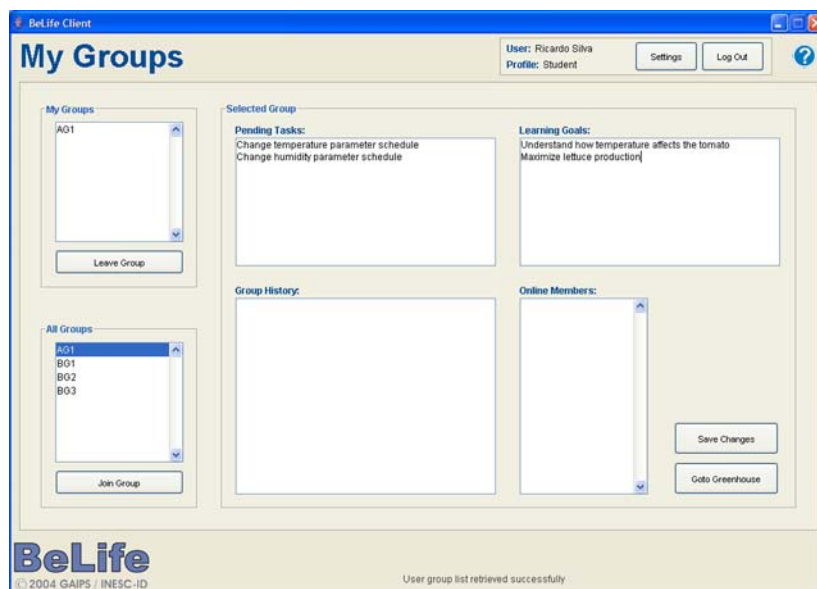 BeLife Client
My Groups
User: Ricardo Silva
Profile: Student
Settings
Log Out
?
My Groups
AG1
Leave Group
All Groups
AG1
BG1
BG2
BG3
Join Group
Selected Group
Pending Tasks:
Change temperature parameter schedule
Change humidity parameter schedule
Learning Goals:
Understand how temperature affects the tomato
Maximize lettuce production
Group History:
Online Members:
Save Changes
Goto Greenhouse
BeLife
© 2004 GAIPS / INESC-ID
User group list retrieved successfully